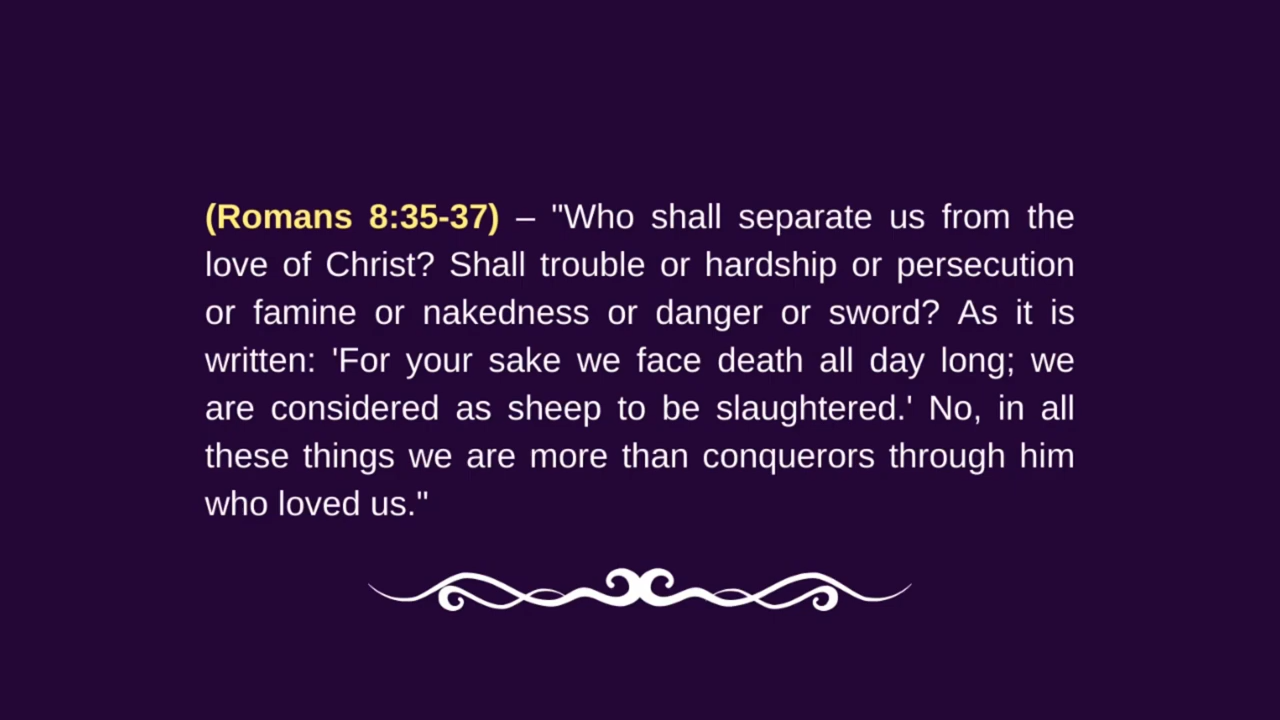 (Romans 8:35-37) – "Who shall separate us from the
love of Christ? Shall trouble or hardship or persecution
or famine or nakedness or danger or sword? As it is
written: 'For your sake we face death all day long; we
are considered as sheep to be slaughtered.' No, in all
these things we are more than conquerors through him
who loved us."